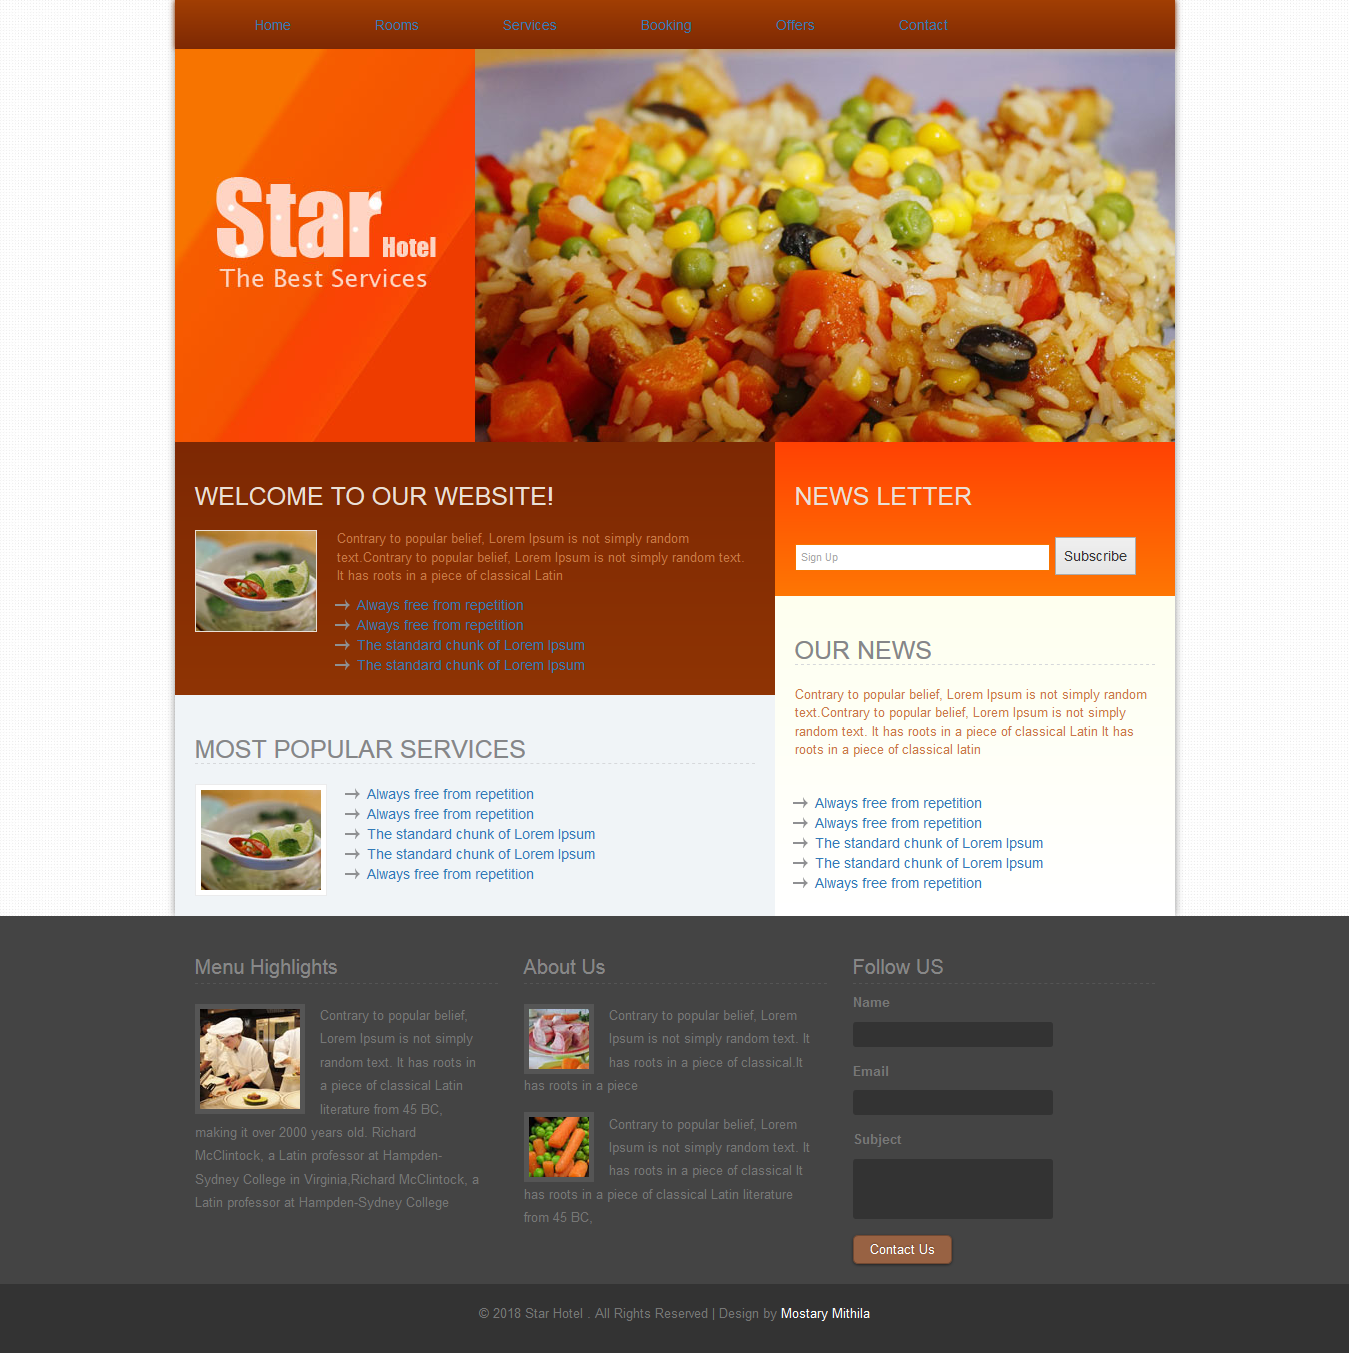 Home Rooms Services Booking Offers Contact
Star Hotel
The Best Services
WELCOME TO OUR WEBSITE!
Contrary to popular belief, Lorem Ipsum is not simply random
text.Contrary to popular belief, Lorem Ipsum is not simply random text.
It has roots in a piece of classical Latin
Always free from repetition
Always free from repetition
The standard chunk of Lorem Ipsum
The standard chunk of Lorem Ipsum
NEWS LETTER
Sign Up
Subscribe
MOST POPULAR SERVICES
Always free from repetition
Always free from repetition
The standard chunk of Lorem Ipsum
The standard chunk of Lorem Ipsum
Always free from repetition
OUR NEWS
Contrary to popular belief, Lorem Ipsum is not simply random
text.Contrary to popular belief, Lorem Ipsum is not simply
random text. It has roots in a piece of classical Latin It has
roots in a piece of classical latin
Always free from repetition
Always free from repetition
The standard chunk of Lorem Ipsum
The standard chunk of Lorem Ipsum
Always free from repetition
Menu Highlights
Contrary to popular belief,
Lorem Ipsum is not simply
random text. It has roots in
a piece of classical Latin
literature from 45 BC,
making it over 2000 years old. Richard
McClintock, a Latin professor at Hampden-
Sydney College in Virginia,Richard McClintock, a
Latin professor at Hampden-Sydney College
About Us
Contrary to popular belief, Lorem
Ipsum is not simply random text. It
has roots in a piece of classical.It
has roots in a piece
Contrary to popular belief, Lorem
Ipsum is not simply random text. It
has roots in a piece of classical It
has roots in a piece of classical Latin literature
from 45 BC,
Follow US
Name
Email
Subject
Contact Us
© 2018 Star Hotel . All Rights Reserved | Design by Mostary Mithila